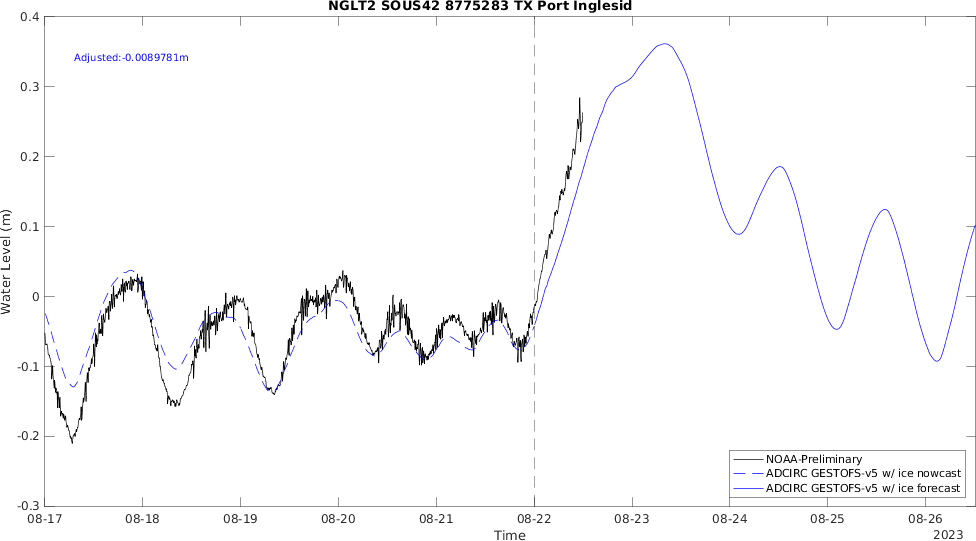 NGLT2 SOUS42 8775283 TX Port Inglesid
Adjusted:-0.0089781m
Water Level (m)
0.4
0.3
0.2
0.1
0
-0.1
-0.2
-0.3
NOAA-Preliminary
ADCIRC GESTOFS-v5 w/ ice nowcast
ADCIRC GESTOFS-v5 w/ ice forecast
08-17 08-18 08-19 08-20 08-21 08-22 08-23 08-24 08-25 08-26
Time
2023